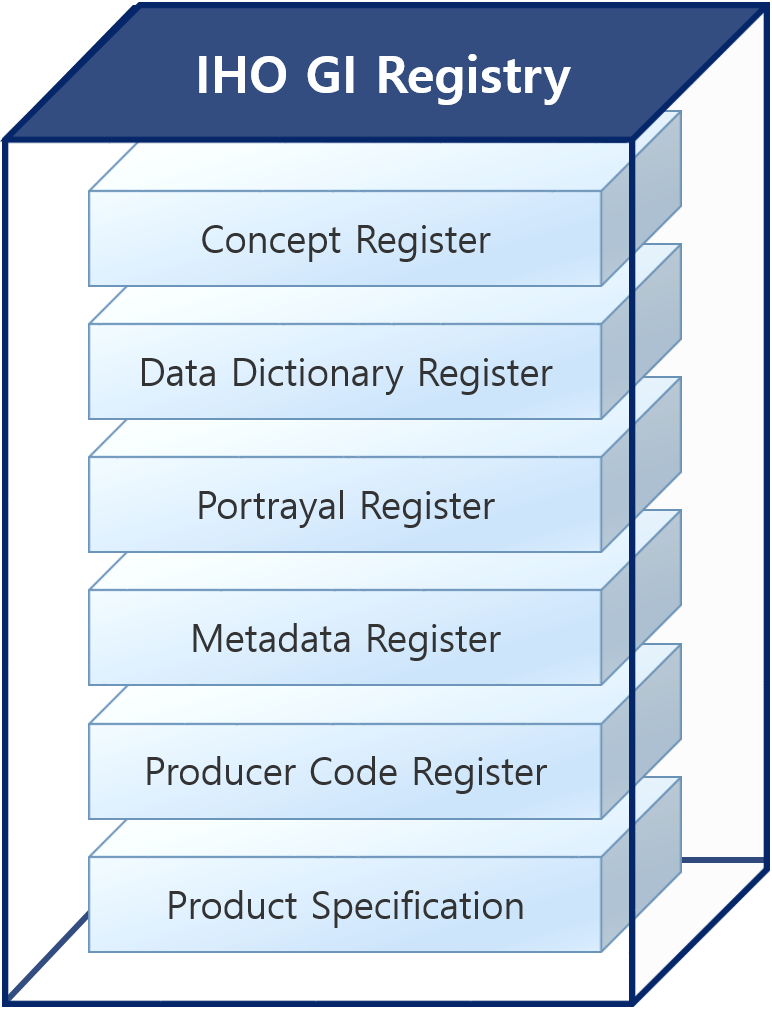 IHO GI Registry
Concept Register
Data Dictionary Register
Portrayal Register
Metadata Register
Producer Code Register
Product Specification